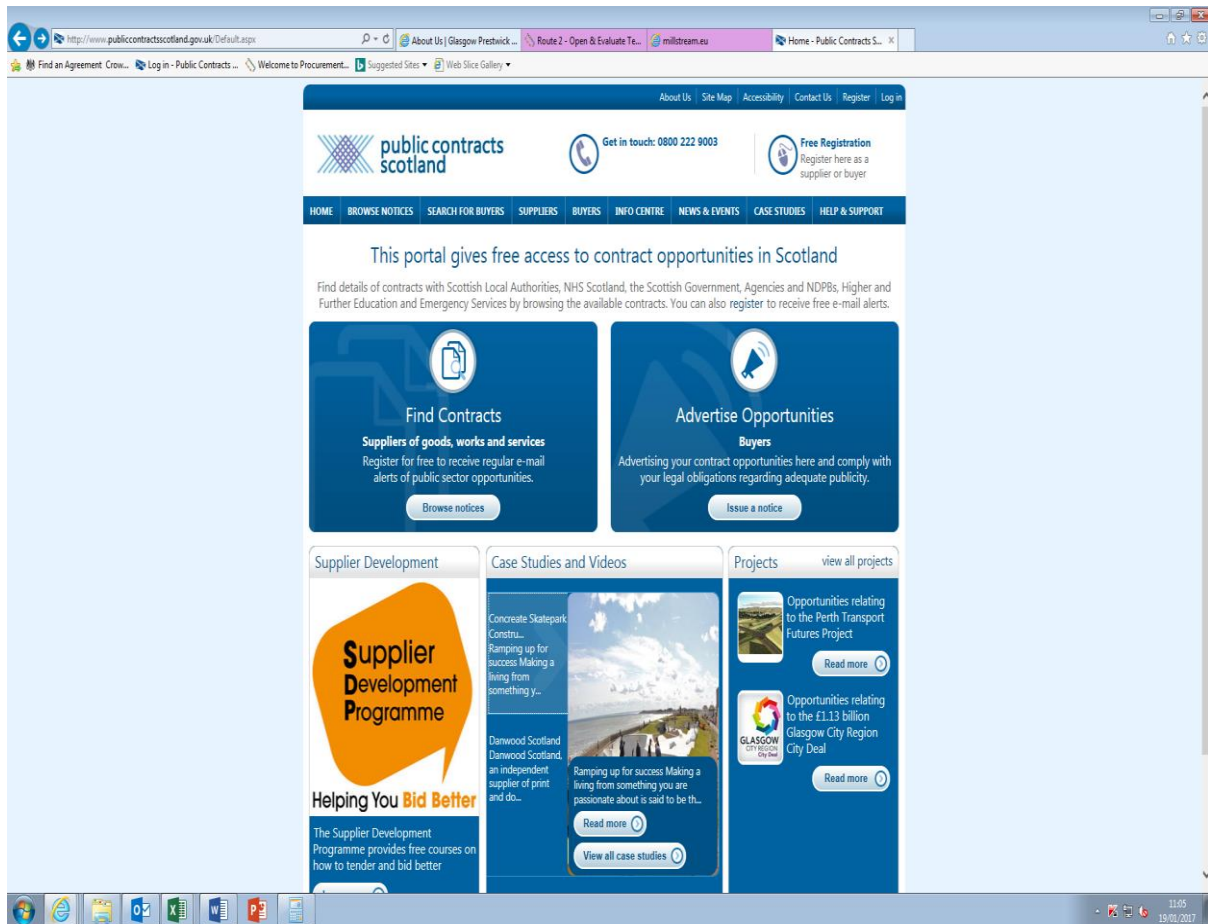 http://www.publiccontractsscotland.gov.uk/Default.aspx
About Us | Glasgow Prestwick ...
Route 2 - Open & Evaluate Te...
millstream.eu
Home - Public Contracts S...
Find an Agreement Crow...
Log in - Public Contracts ...
Welcome to Procurement...
Suggested Sites
Web Slice Gallery
About Us | Site Map | Accessibility | Contact Us | Register | Log in
public contracts
scotland
Get in touch: 0800 222 9003
Free Registration
Register here as a
supplier or buyer
HOME BROWSE NOTICES SEARCH FOR BUYERS SUPPLIERS BUYERS INFO CENTRE NEWS & EVENTS CASE STUDIES HELP & SUPPORT
This portal gives free access to contract opportunities in Scotland
Find details of contracts with Scottish Local Authorities, NHS Scotland, the Scottish Government, Agencies and NDPBs, Higher and
Further Education and Emergency Services by browsing the available contracts. You can also register to receive free e-mail alerts.
Find Contracts
Suppliers of goods, works and services
Register for free to receive regular e-mail
alerts of public sector opportunities.
Browse notices
Advertise Opportunities
Buyers
Advertising your contract opportunities here and comply with
your legal obligations regarding adequate publicity.
Issue a notice
Supplier Development
Supplier
Development
Programme
Helping You Bid Better
The Supplier Development
Programme provides free courses on
how to tender and bid better
Case Studies and Videos
Concreate Skatepark
Constru...
Ramping up for
success Making a
living from
something y...
Danwood Scotland
Danwood Scotland,
an independent
supplier of print
and do...
Ramping up for success Making a
living from something you are
passionate about is said to be th...
Read more
View all case studies
Projects
view all projects
Opportunities relating
to the Perth Transport
Futures Project
Read more
GLASGOW
CITY REGION
City Deal
Opportunities relating
to the £1.13 billion
Glasgow City Region
City Deal
Read more
11:05
19/01/2017